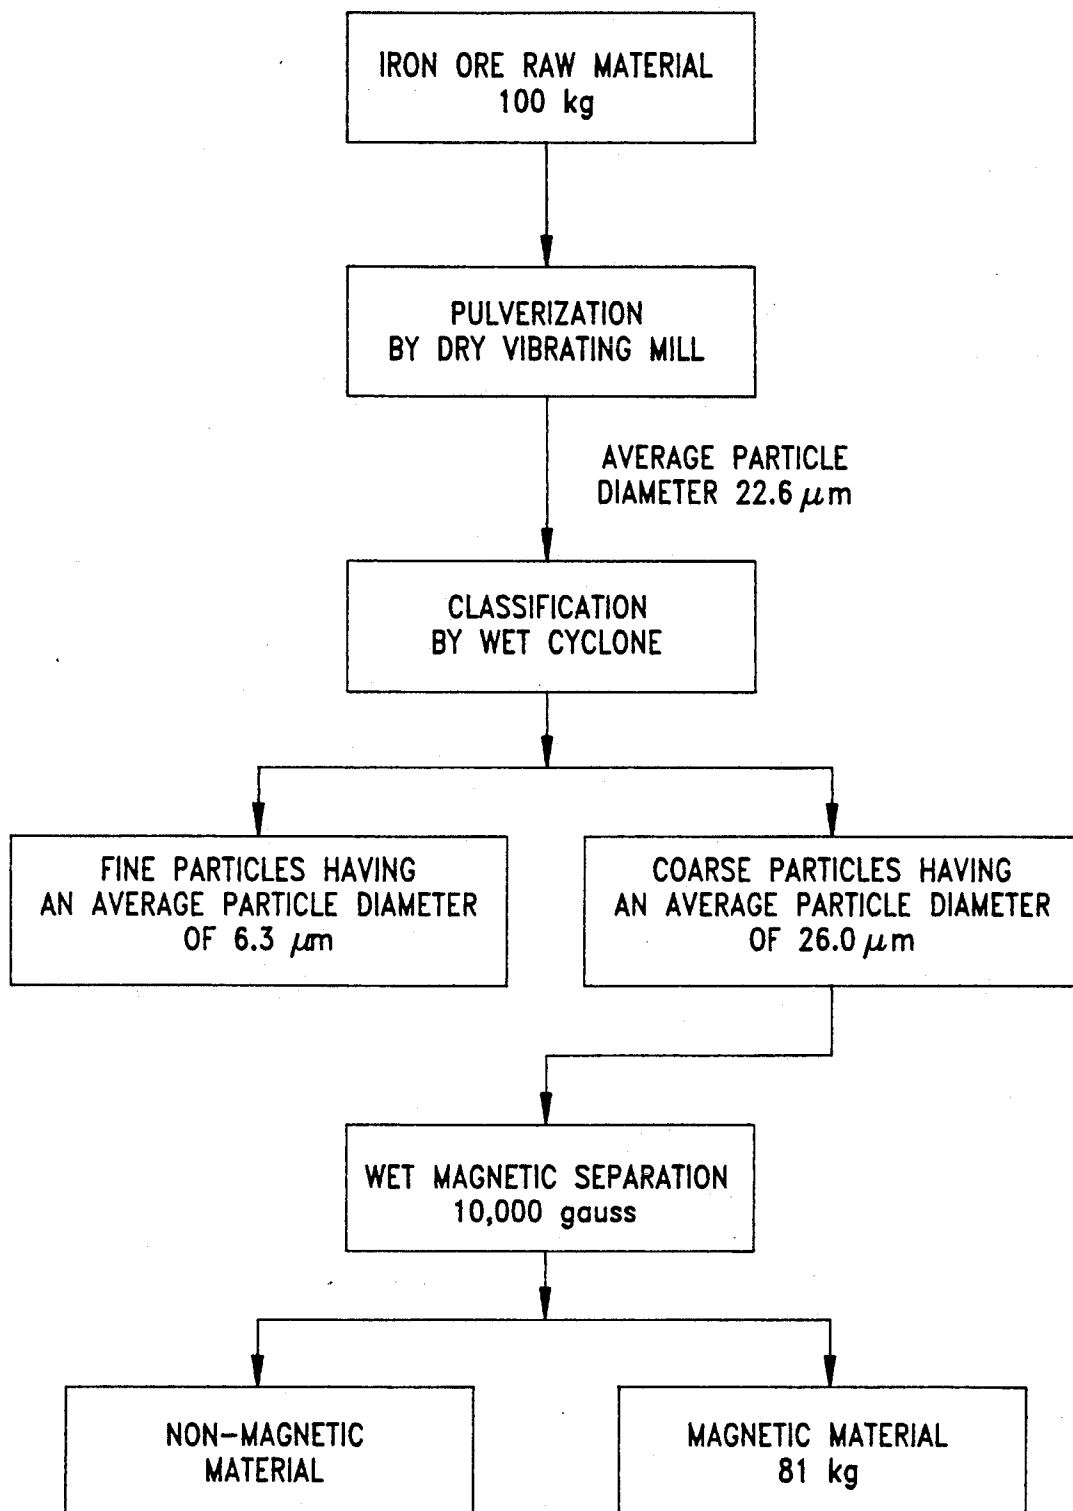 IRON ORE RAW MATERIAL
100 kg
PULVERIZATION
BY DRY VIBRATING MILL
AVERAGE PARTICLE
DIAMETER 22.6 μm
CLASSIFICATION
BY WET CYCLONE
FINE PARTICLES HAVING
AN AVERAGE PARTICLE DIAMETER
OF 6.3 μm
COARSE PARTICLES HAVING
AN AVERAGE PARTICLE DIAMETER
OF 26.0 μm
WET MAGNETIC SEPARATION
10,000 gauss
NON-MAGNETIC
MATERIAL
MAGNETIC MATERIAL
81 kg